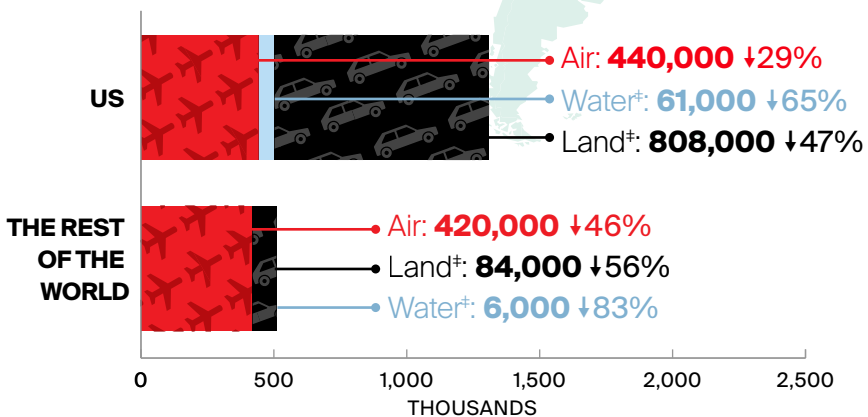 US
Air: 440,000 ↓29%
Water‡: 61,000 ↓65%
Land‡: 808,000 ↓47%
THE REST
OF THE
WORLD
Air: 420,000 ↓46%
Land‡: 84,000 ↓56%
Water‡: 6,000 ↓83%
0 500 1,000 1,500 2,000 2,500
THOUSANDS